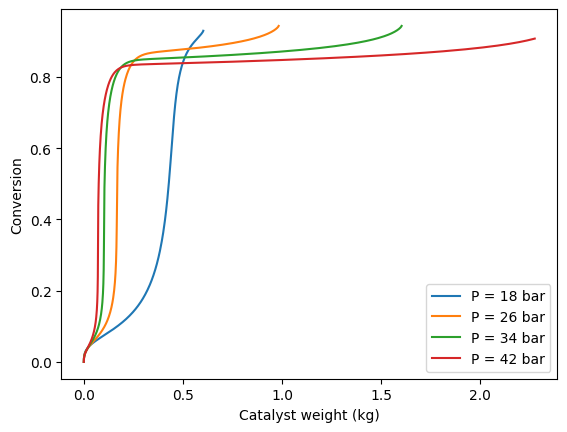 Conversion
0.8
0.6
0.4
0.2
0.0
P = 18 bar
P = 26 bar
P = 34 bar
P = 42 bar
0.0 0.5 1.0 1.5 2.0
Catalyst weight (kg)